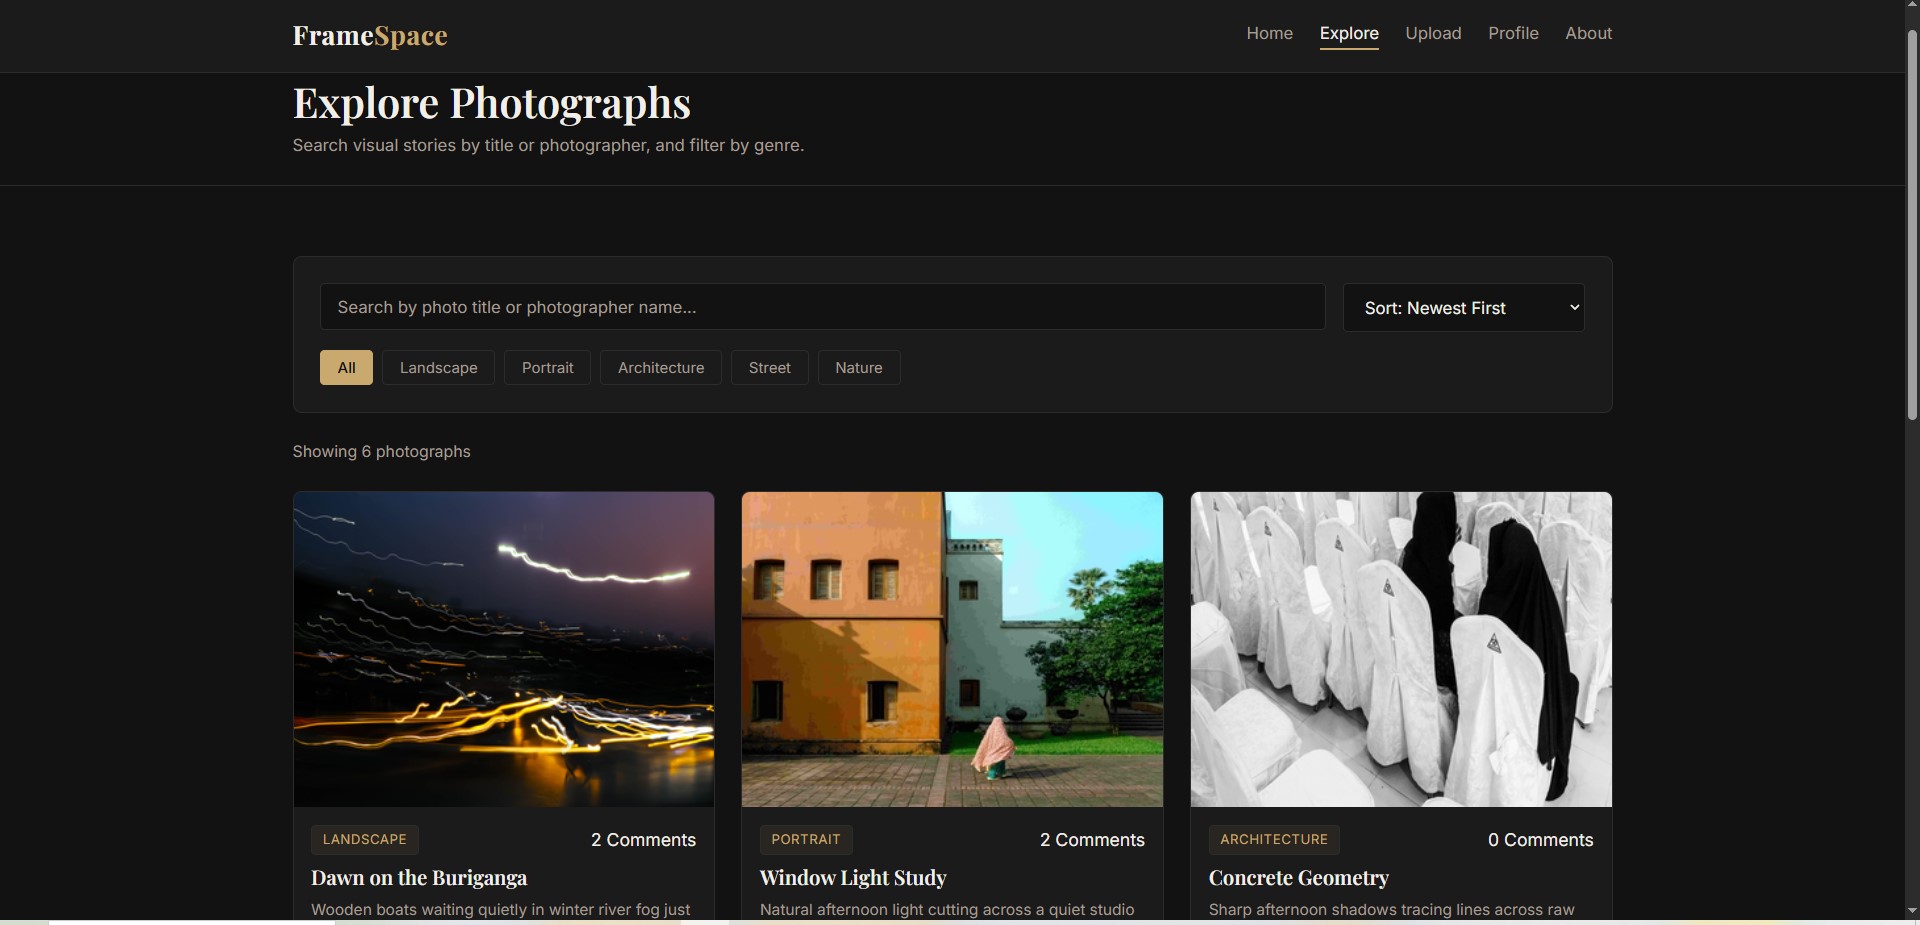 FrameSpace
Home Explore Upload Profile About
Explore Photographs
Search visual stories by title or photographer, and filter by genre.
Search by photo title or photographer name...
Sort: Newest First
All Landscape Portrait Architecture Street Nature
Showing 6 photographs
LANDSCAPE 2 Comments
Dawn on the Buriganga
Wooden boats waiting quietly in winter river fog just
PORTRAIT 2 Comments
Window Light Study
Natural afternoon light cutting across a quiet studio
ARCHITECTURE 0 Comments
Concrete Geometry
Sharp afternoon shadows tracing lines across raw